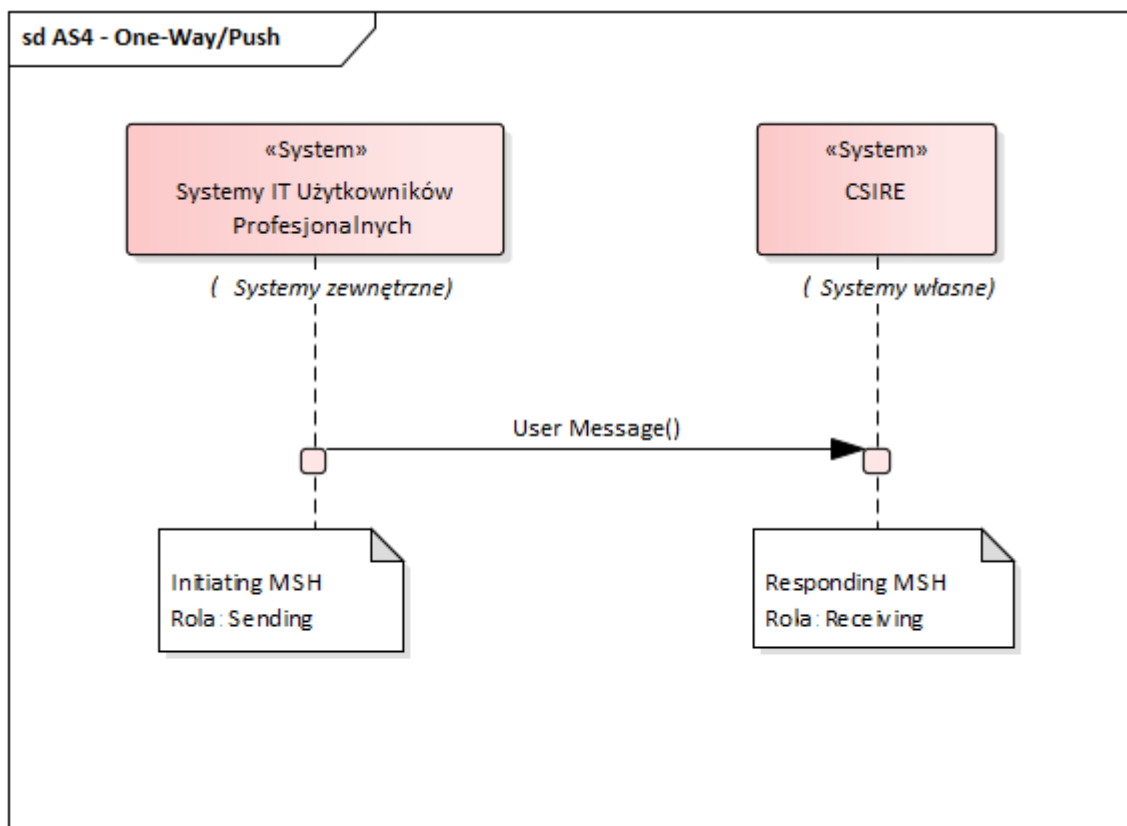 sd AS4 - One-Way/Push
«System»
Systemy IT Użytkowników
Profesjonalnych
( Systemy zewnętrzne)
«System»
CSIRE
( Systemy własne)
User Message()
Initiating MSH
Rola: Sending
Responding MSH
Rola: Receiving